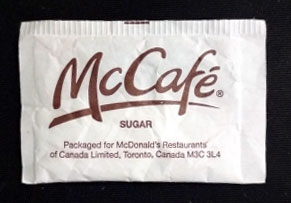 McCafé®
SUGAR
Packaged for McDonald's Restaurants
of Canada Limited, Toronto, Canada M3C 3L4